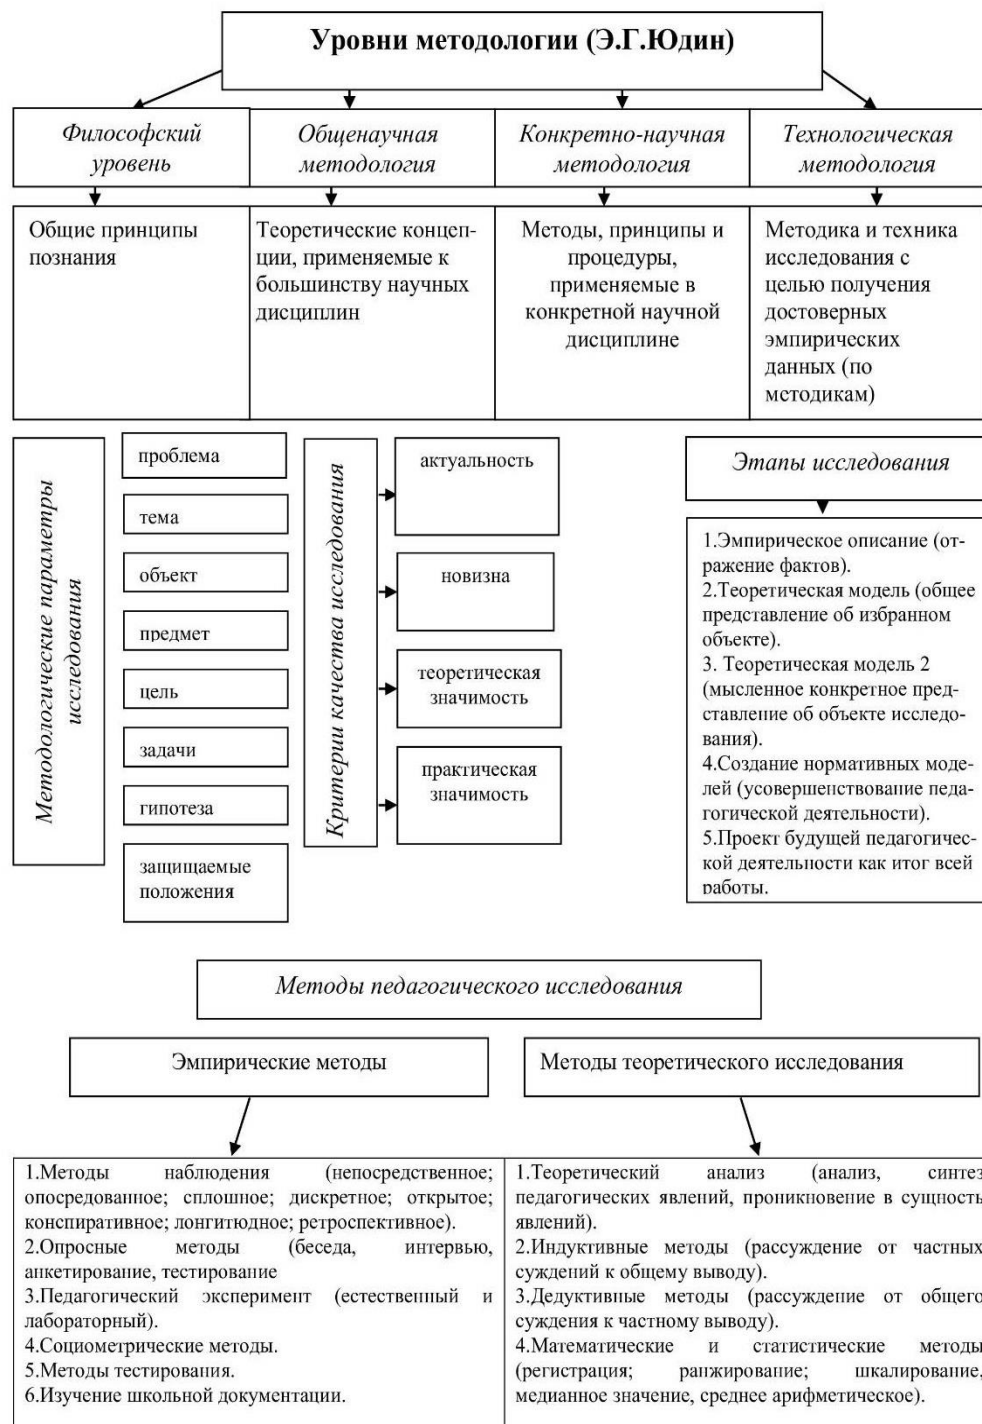 Уровни методологии (Э.Г.Юдин)
Философский
уровень
Общенаучная
методология
Конкретно-научная
методология
Технологическая
методология
Общие принципы
познания
Теоретические концеп-
ции, применяемые к
большинству научных
дисциплин
Методы, принципы и
процедуры,
применяемые в
конкретной научной
дисциплине
Методика и техника
исследования с
целью получения
достоверных
эмпирических
данных (по
методикам)
Методологические параметры
исследования
проблема
тема
объект
предмет
цель
задачи
гипотеза
защищаемые
положения
Критерии качества исследования
актуальность
новизна
теоретическая
значимость
практическая
значимость
Этапы исследования
1.Эмпирическое описание (от-
ражение фактов).
2.Теоретическая модель (общее
представление об избранном
объекте).
3. Теоретическая модель 2
(мысленное конкретное пред-
ставление об объекте исследо-
вания).
4.Создание нормативных моде-
лей (усовершенствование педа-
гогической деятельности).
5.Проект будущей педагогичес-
кой деятельности как итог всей
работы.
Методы педагогического исследования
Эмпирические методы
Методы теоретического исследования
1.Методы наблюдения (непосредственное;
опосредованное; сплошное; дискретное; открытое;
конспиративное; лонгитюдное; ретроспективное).
2.Опросные методы (беседа, интервью,
анкетирование, тестирование
3.Педагогический эксперимент (естественный и
лабораторный).
4.Социометрические методы.
5.Методы тестирования.
6.Изучение школьной документации.
1.Теоретический анализ (анализ, синтез
педагогических явлений, проникновение в сущность
явлений).
2.Индуктивные методы (рассуждение от частных
суждений к общему выводу).
3.Дедуктивные методы (рассуждение от общего
суждения к частному выводу).
4.Математические и статистические методы
(регистрация; ранжирование; шкалирование,
медианное значение, среднее арифметическое).